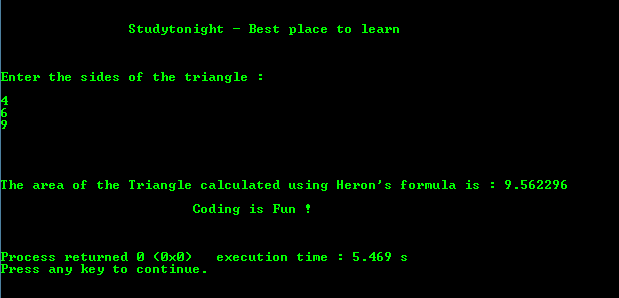 Studytonight - Best place to learn
Enter the sides of the triangle :
4
6
9
The area of the Triangle calculated using Heron's formula is : 9.562296
Coding is Fun !
Process returned 0 (0x0)   execution time : 5.469 s
Press any key to continue.